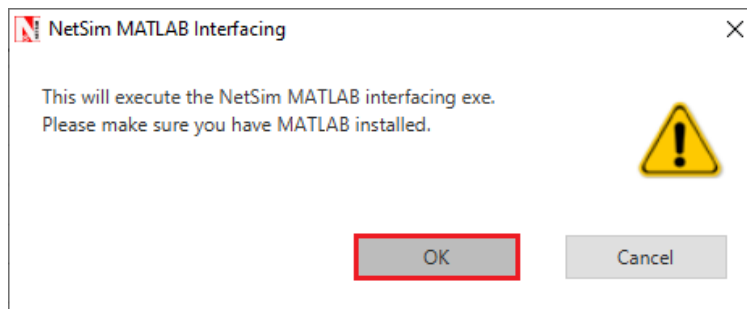 NetSim MATLAB Interfacing
This will execute the NetSim MATLAB interfacing exe.
Please make sure you have MATLAB installed.
OK
Cancel